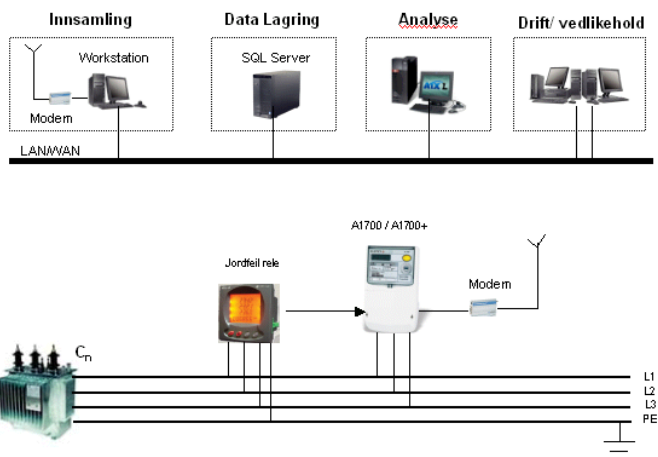 Innsamling
Data Lagring
Analyse
Drift/ vedlikehold
Workstation
SQL Server
Modem
LAN/WAN
A1700 / A1700+
Jordfeil rele
Modem
Cn
L1
L2
L3
PE